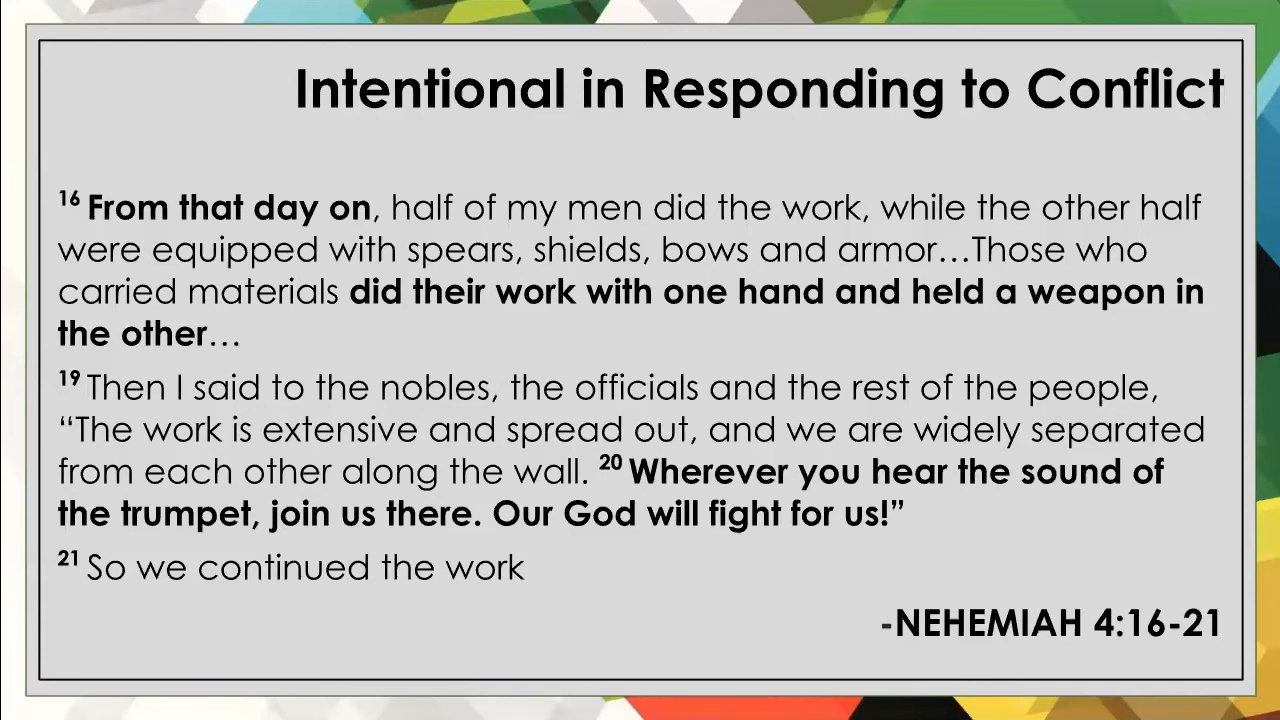 Intentional in Responding to Conflict
16 From that day on, half of my men did the work, while the other half
were equipped with spears, shields, bows and armor…Those who
carried materials did their work with one hand and held a weapon in
the other…
19 Then I said to the nobles, the officials and the rest of the people,
“The work is extensive and spread out, and we are widely separated
from each other along the wall. 20 Wherever you hear the sound of
the trumpet, join us there. Our God will fight for us!”
21 So we continued the work
-NEHEMIAH 4:16-21